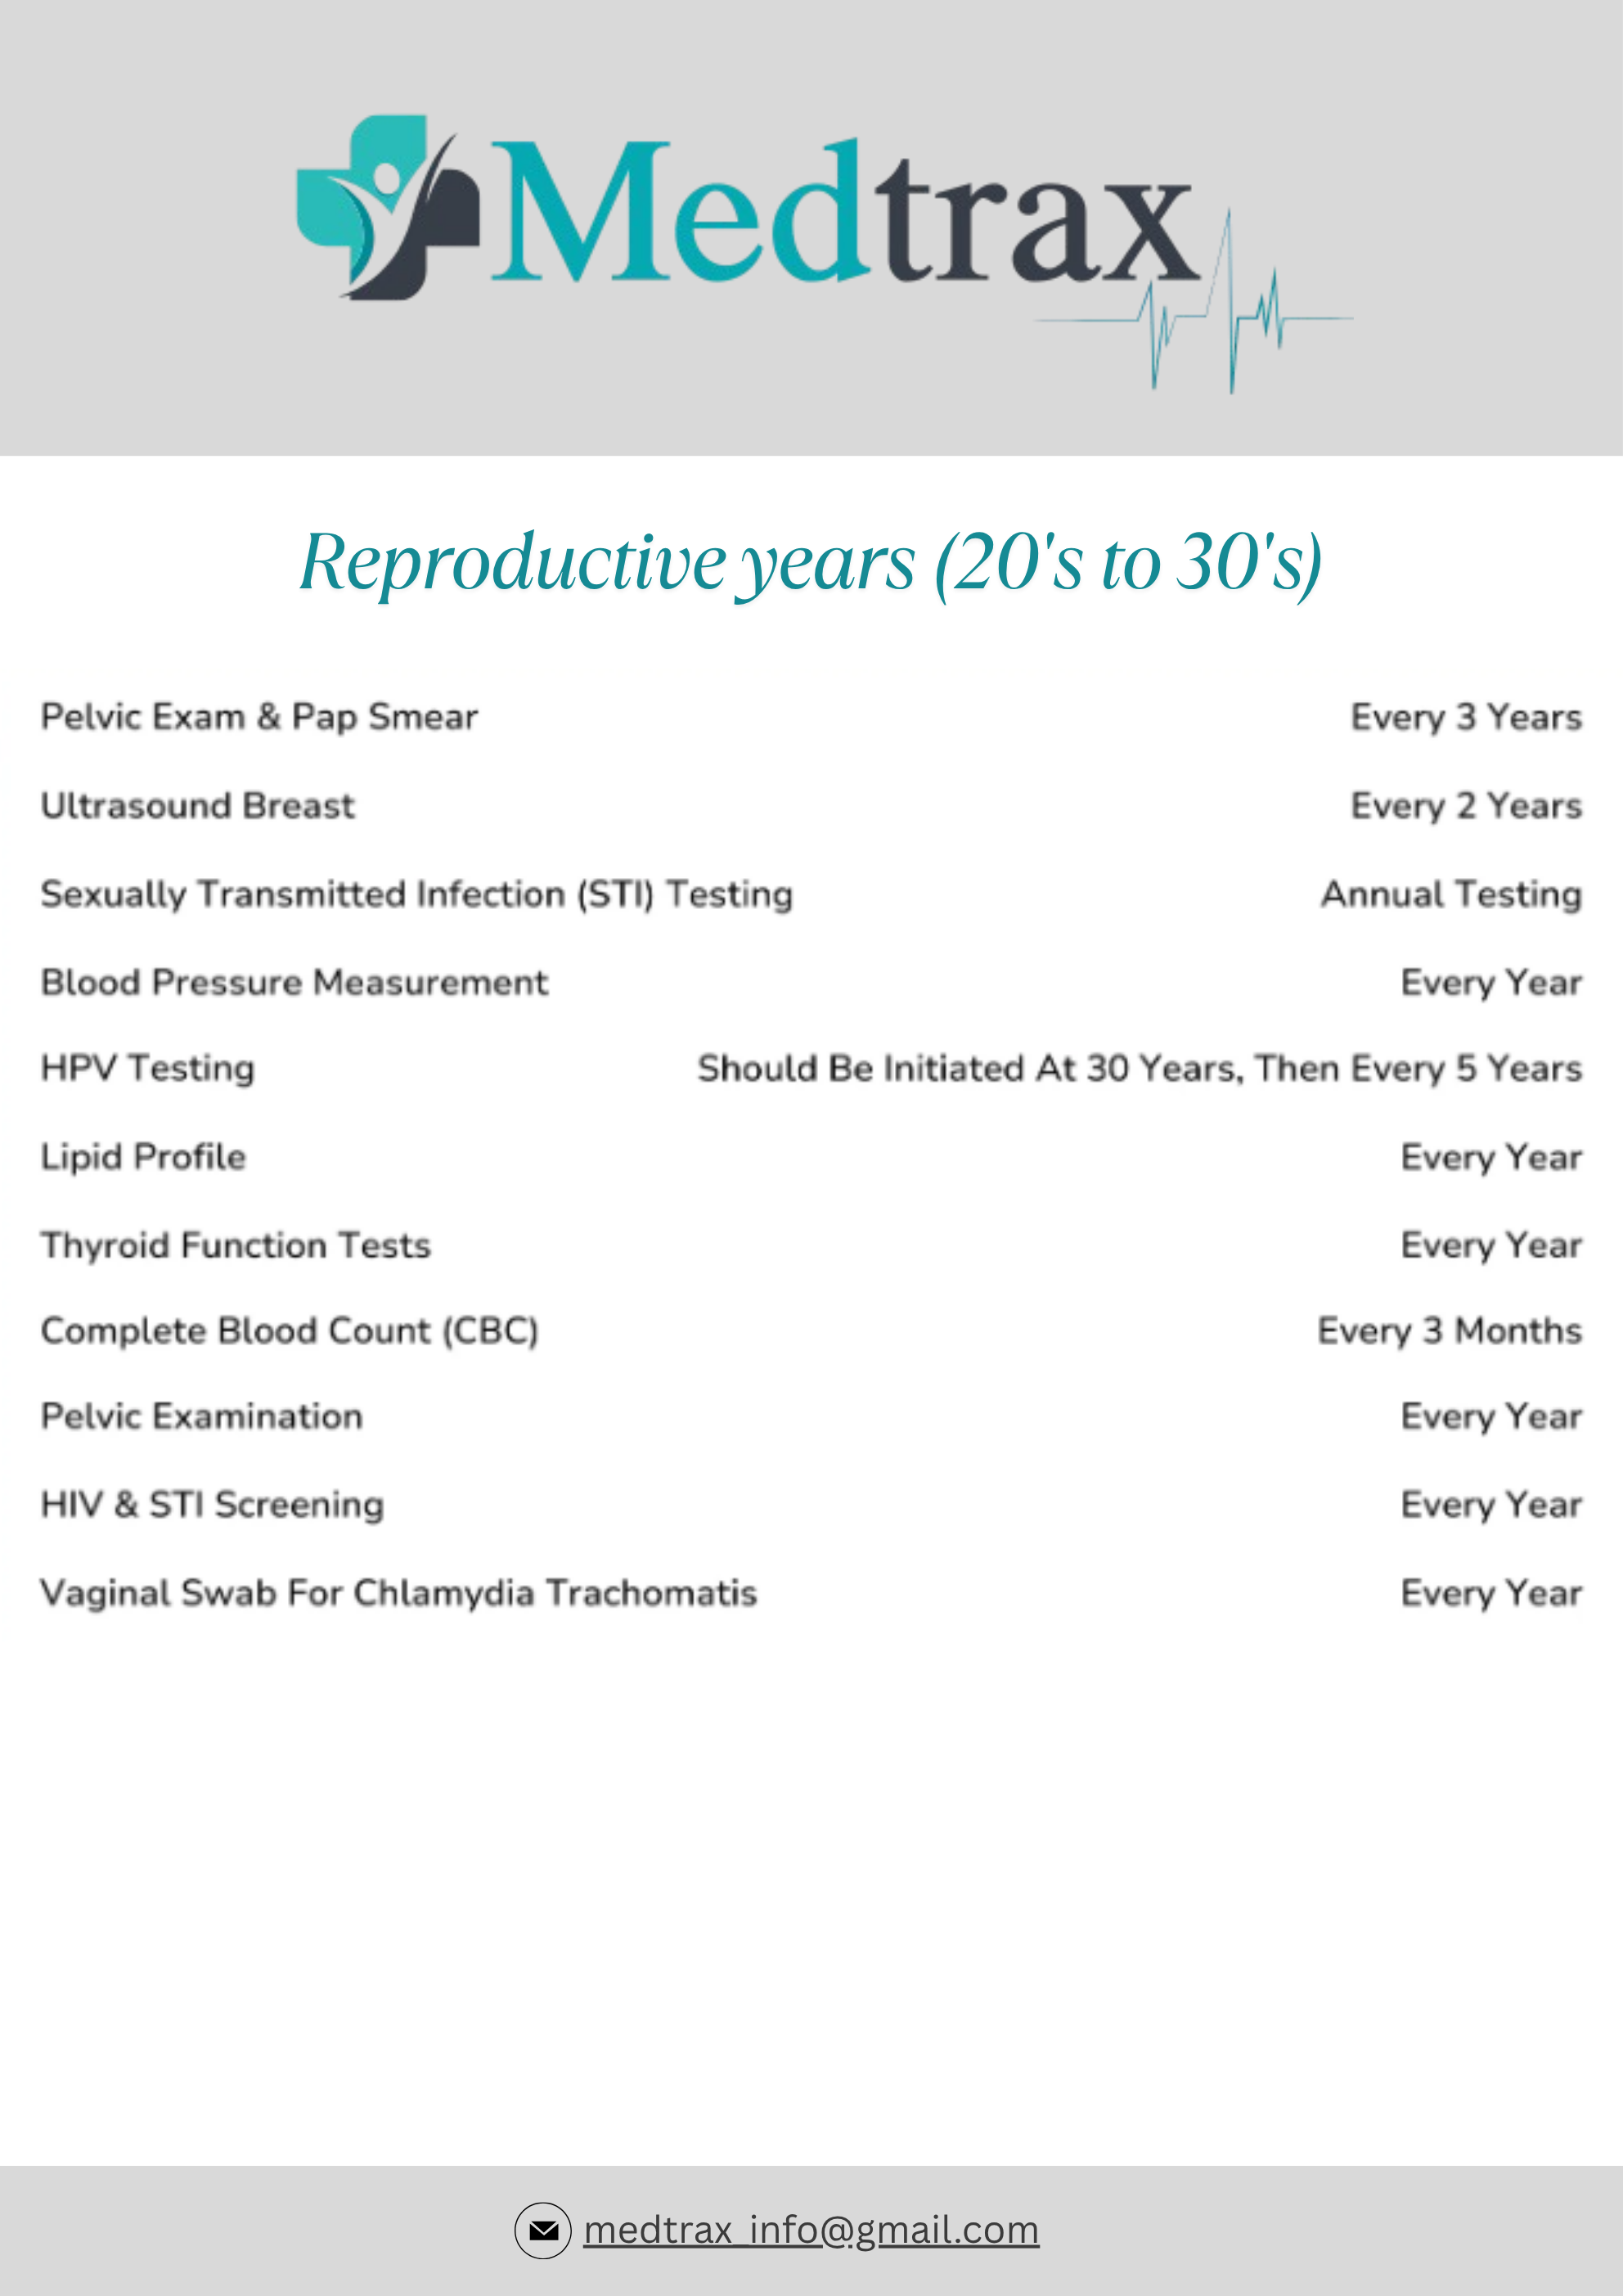 Medtrax
Reproductive years (20's to 30's)
Pelvic Exam & Pap Smear Every 3 Years
Ultrasound Breast Every 2 Years
Sexually Transmitted Infection (STI) Testing Annual Testing
Blood Pressure Measurement Every Year
HPV Testing Should Be Initiated At 30 Years, Then Every 5 Years
Lipid Profile Every Year
Thyroid Function Tests Every Year
Complete Blood Count (CBC) Every 3 Months
Pelvic Examination Every Year
HIV & STI Screening Every Year
Vaginal Swab For Chlamydia Trachomatis Every Year
medtrax_info@gmail.com